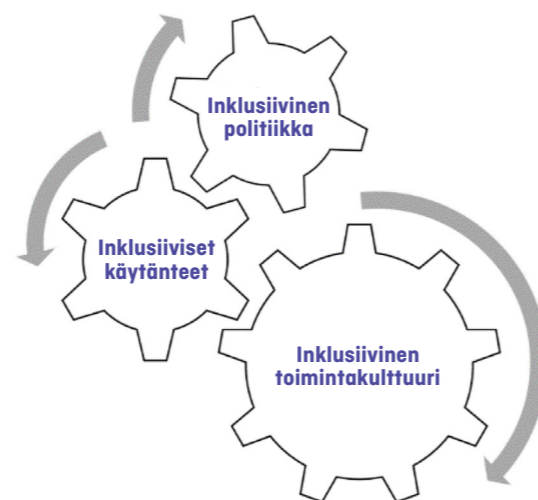 Inklusiivinen
politiikka
Inklusiiviset
käytänteet
Inklusiivinen
toimintakulttuuri